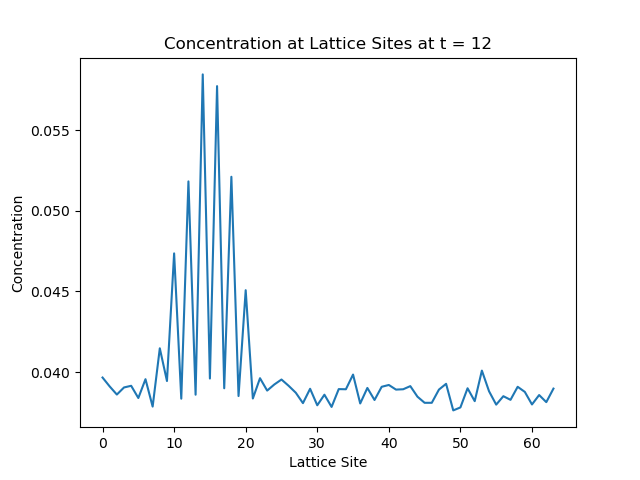 Concentration at Lattice Sites at t = 12
Concentration
0.055
0.050
0.045
0.040
0 10 20 30 40 50 60
Lattice Site